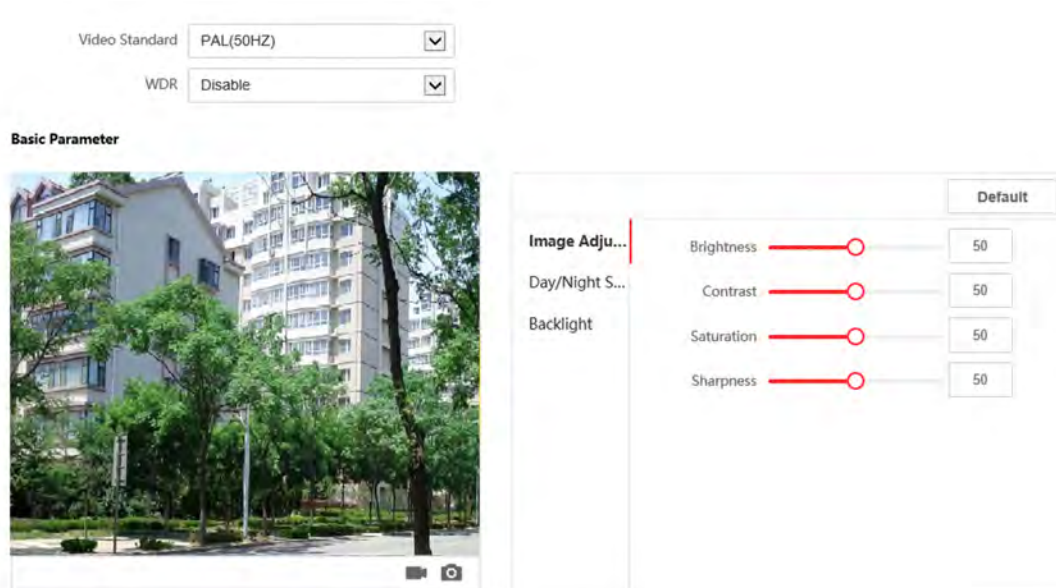 Video Standard PAL(50HZ)
WDR Disable
Basic Parameter
Default
Image Adju...
Day/Night S...
Backlight
Brightness 50
Contrast 50
Saturation 50
Sharpness 50